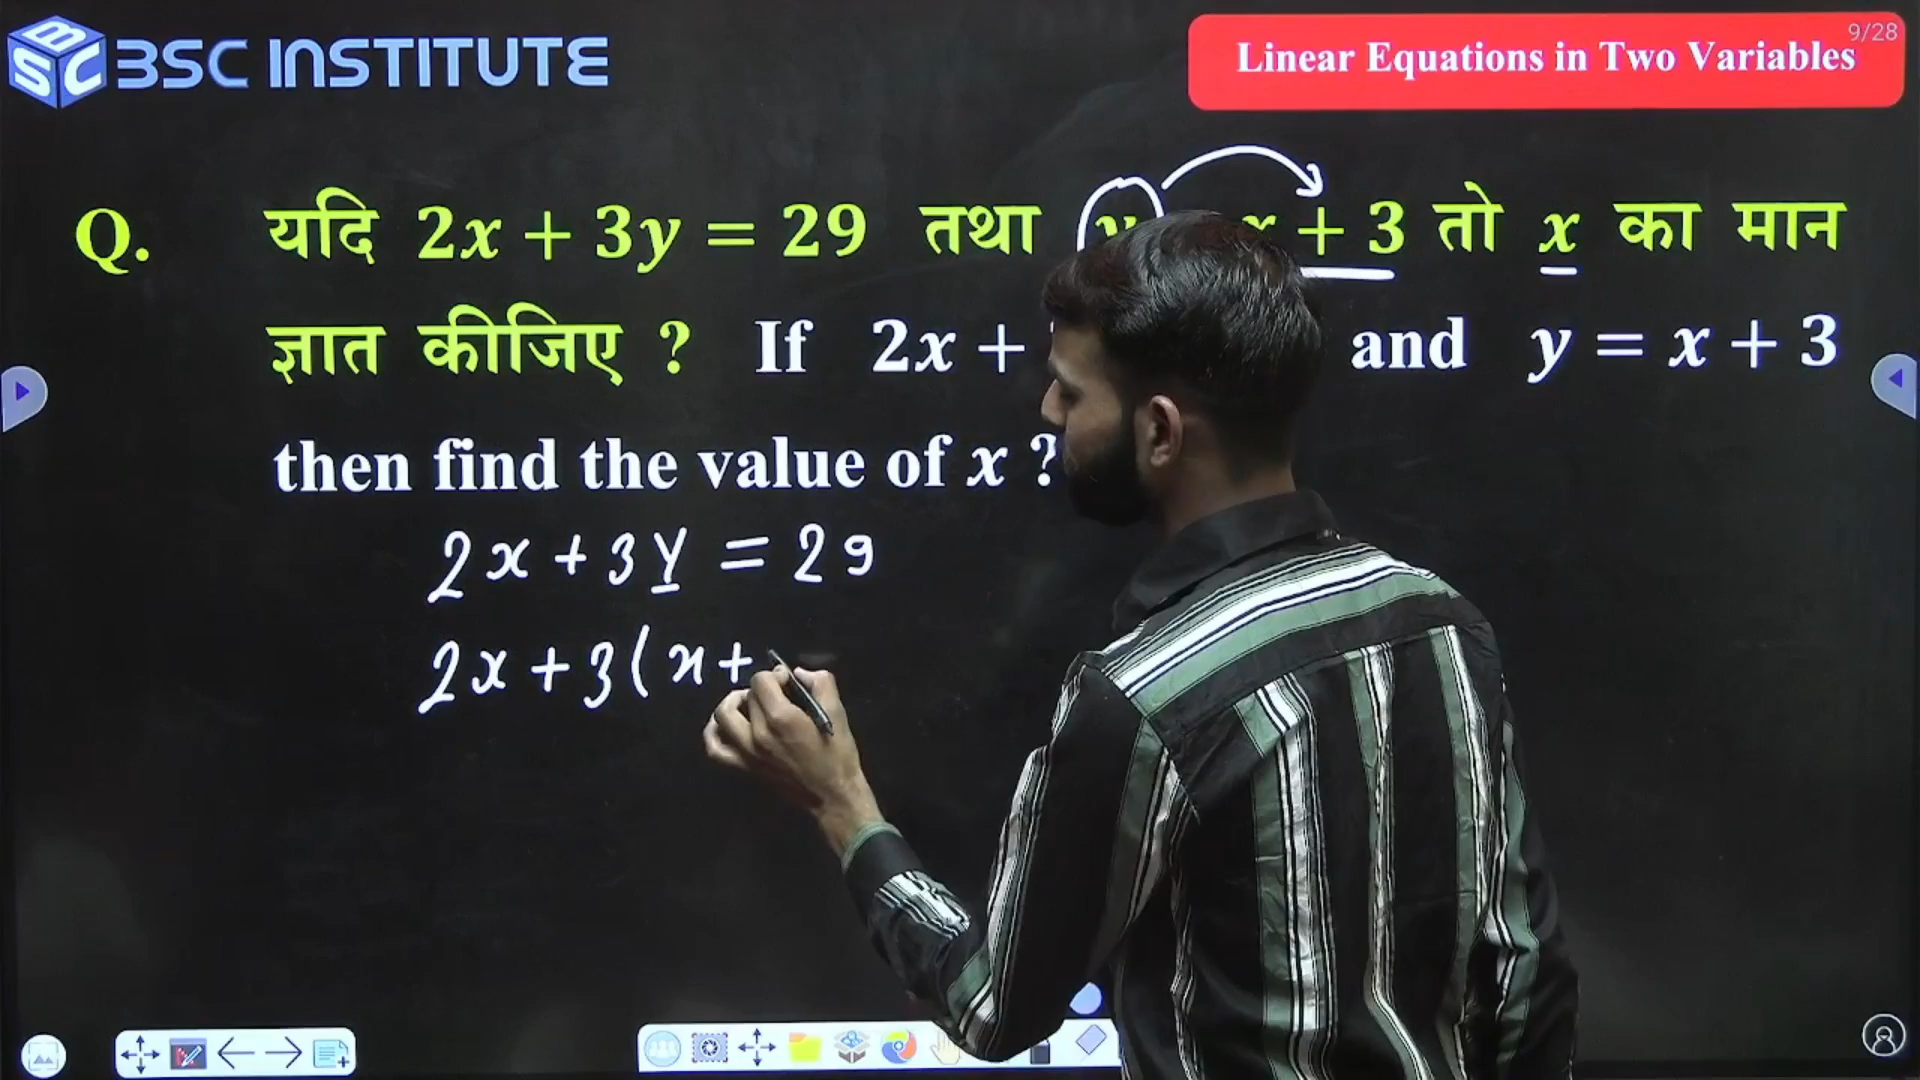 BSC INSTITUTE
9/28
Linear Equations in Two Variables
Q. यदि 2x + 3y = 29 तथा x + 3 तो x का मान
ज्ञात कीजिए ? If 2x + and y = x + 3
then find the value of x ?
2x + 3y = 29
2x + 3(x+